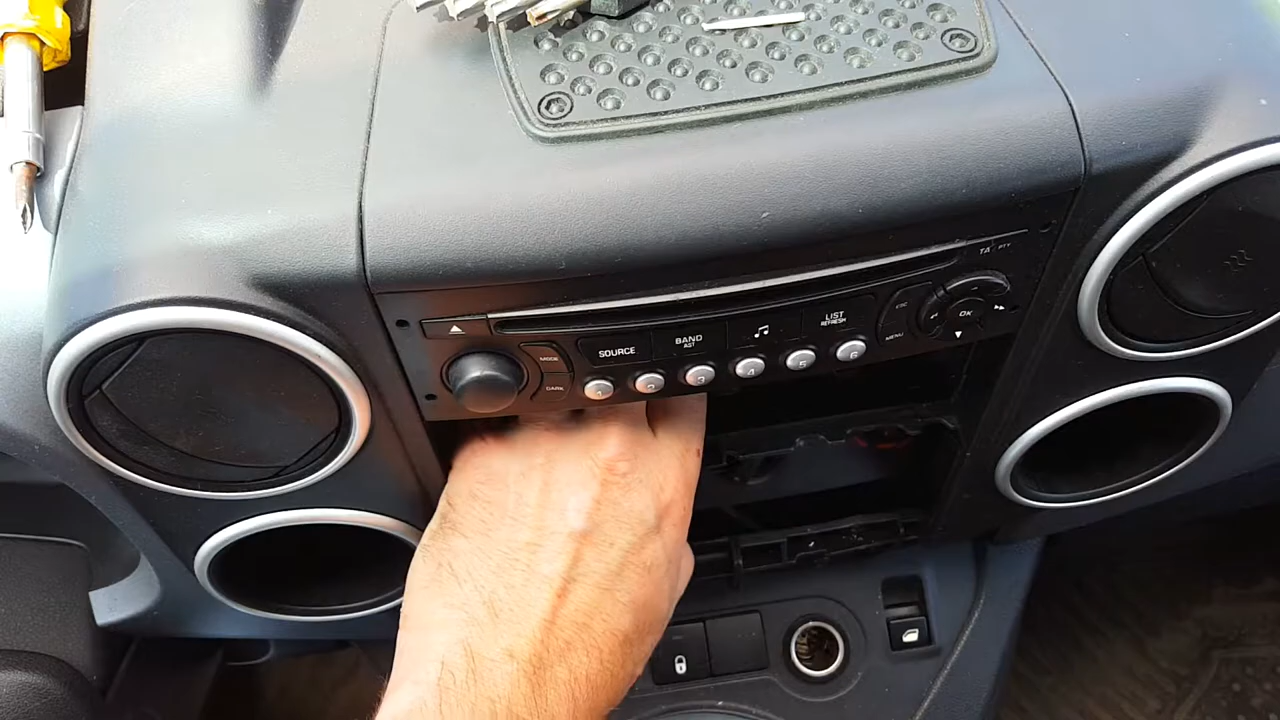 TA PTY
LIST
REFRESH
BAND
AST
SOURCE
MODE
DARK
ESC
MENU
OK
1
2
3
4
5
6